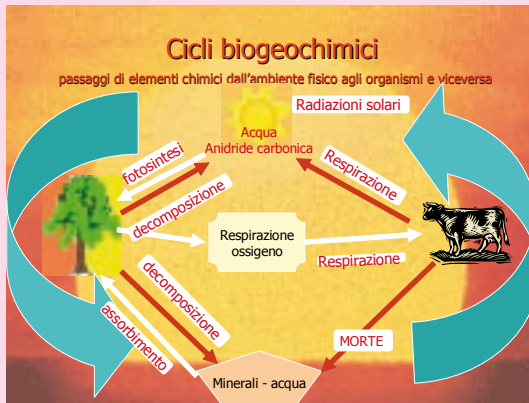 Cicli biogeochimici
passaggi di elementi chimici dall'ambiente fisico agli organismi e viceversa
Radiazioni solari
Acqua
Anidride carbonica
fotosintesi
Respirazione
decomposizione
Respirazione
ossigeno
Respirazione
decomposizione
assorbimento
MORTE
Minerali - acqua